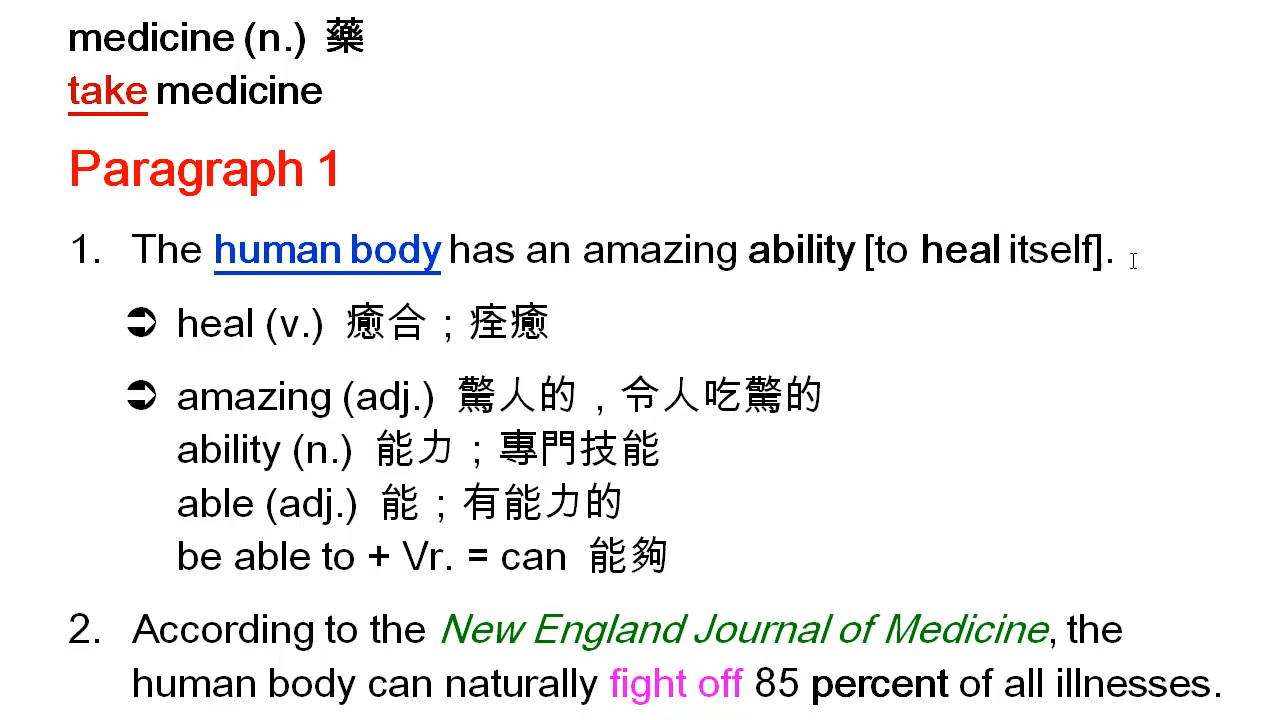 medicine (n.) 藥
take medicine
Paragraph 1
1. The human body has an amazing ability [to heal itself].
➲ heal (v.) 癒合；痊癒
➲ amazing (adj.) 驚人的，令人吃驚的
ability (n.) 能力；專門技能
able (adj.) 能；有能力的
be able to + Vr. = can 能夠
2. According to the New England Journal of Medicine, the
human body can naturally fight off 85 percent of all illnesses.